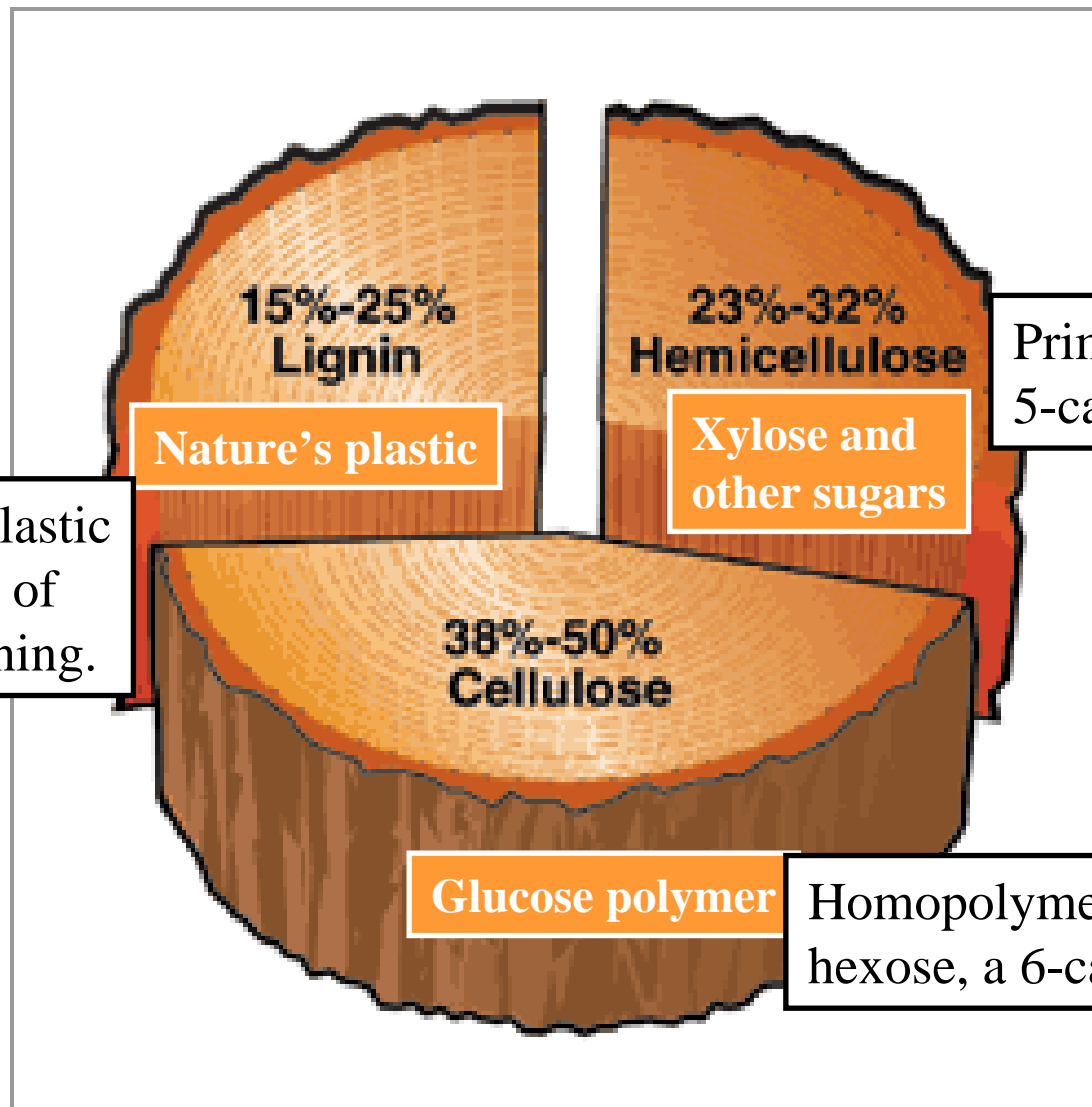 15%-25%
Lignin
Nature's plastic
23%-32%
Hemicellulose
Xylose and
other sugars
5-ca
lastic
of
ning.
38%-50%
Cellulose
Glucose polymer
Homopolyme
hexose, a 6-ca